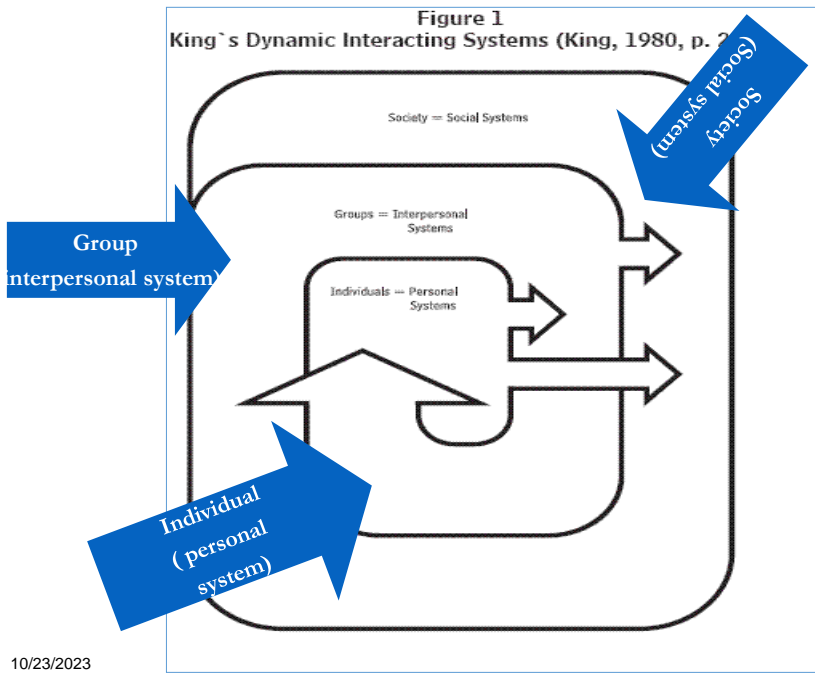 Figure 1
King`s Dynamic Interacting Systems (King, 1980, p. 2
Society
(Social system)
Society = Social Systems
Groups = Interpersonal
Systems
Group
interpersonal system)
Individuals = Personal
Systems
Individual
( personal
system)
10/23/2023